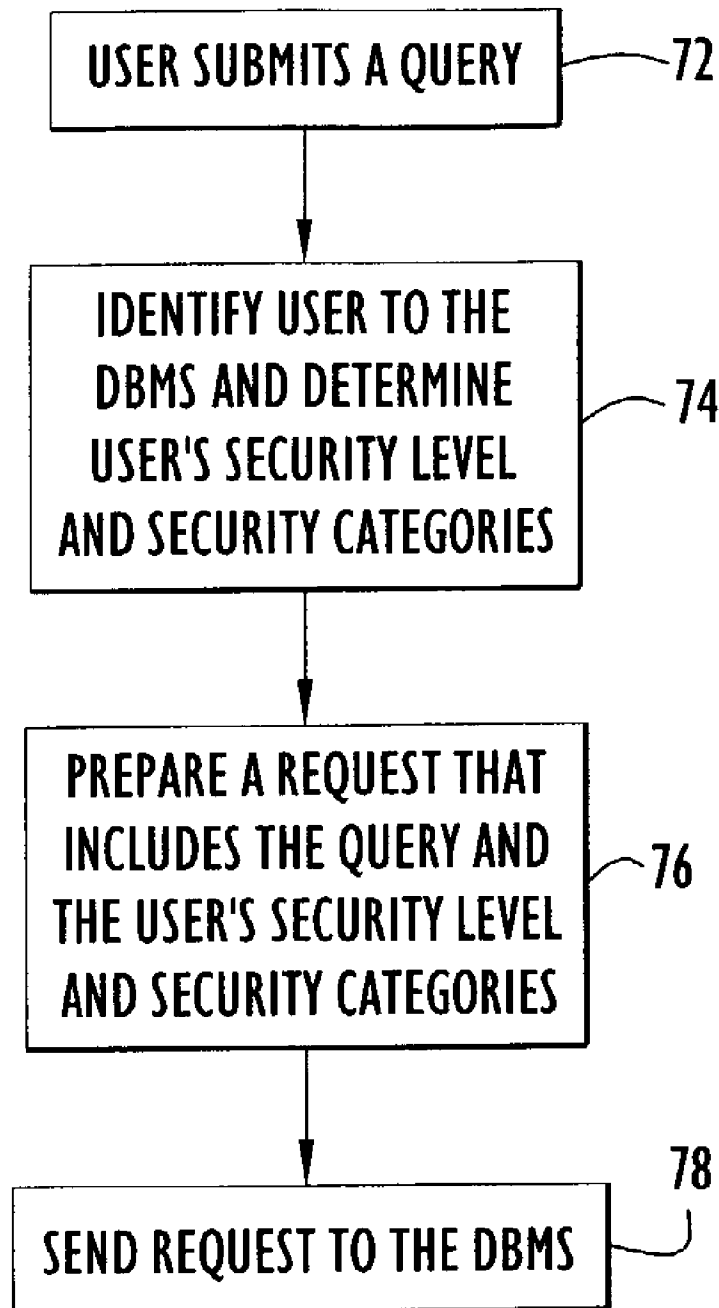 USER SUBMITS A QUERY
72
IDENTIFY USER TO THE
DBMS AND DETERMINE
USER'S SECURITY LEVEL
AND SECURITY CATEGORIES
74
PREPARE A REQUEST THAT
INCLUDES THE QUERY AND
THE USER'S SECURITY LEVEL
AND SECURITY CATEGORIES
76
SEND REQUEST TO THE DBMS
78